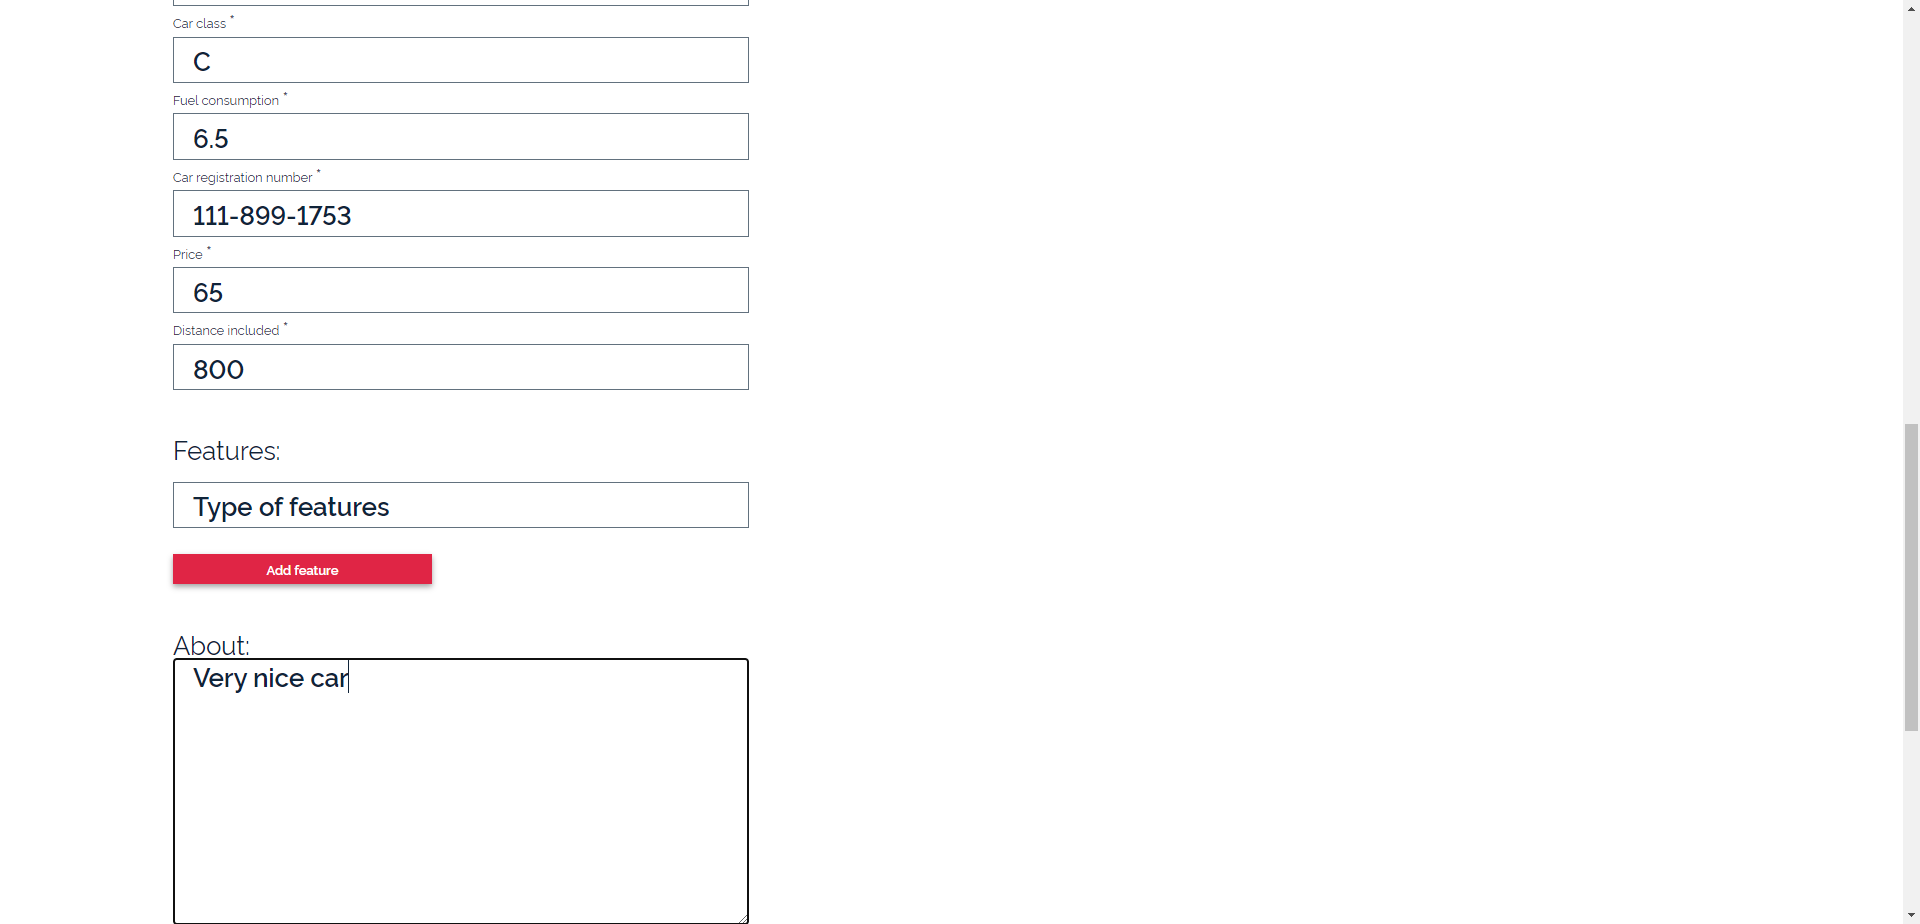 Car class *
C
Fuel consumption *
6.5
Car registration number *
111-899-1753
Price *
65
Distance included *
800
Features:
Type of features
Add feature
About:
Very nice car